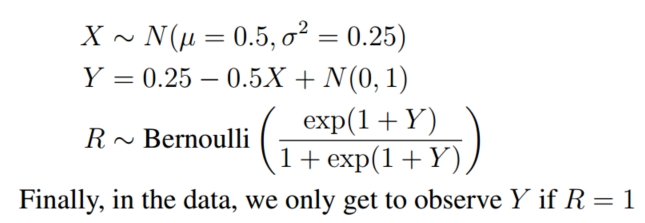 X ∼ N(μ = 0.5, σ² = 0.25)
Y = 0.25 − 0.5X + N(0, 1)
R ∼ Bernoulli ( exp(1 + Y) / 1 + exp(1 + Y) )
Finally, in the data, we only get to observe Y if R = 1